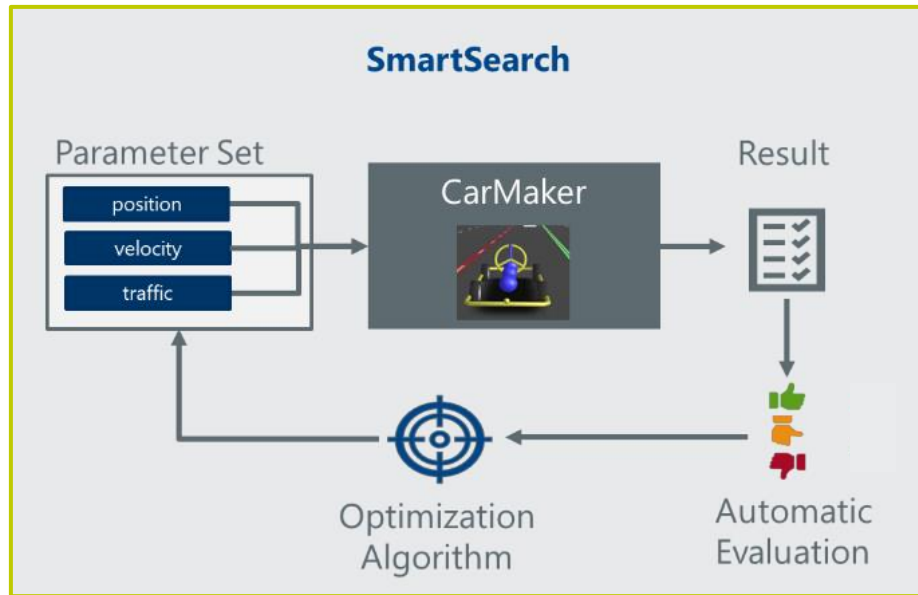 SmartSearch
Parameter Set
position
velocity
traffic
CarMaker
Result
Optimization
Algorithm
Automatic
Evaluation